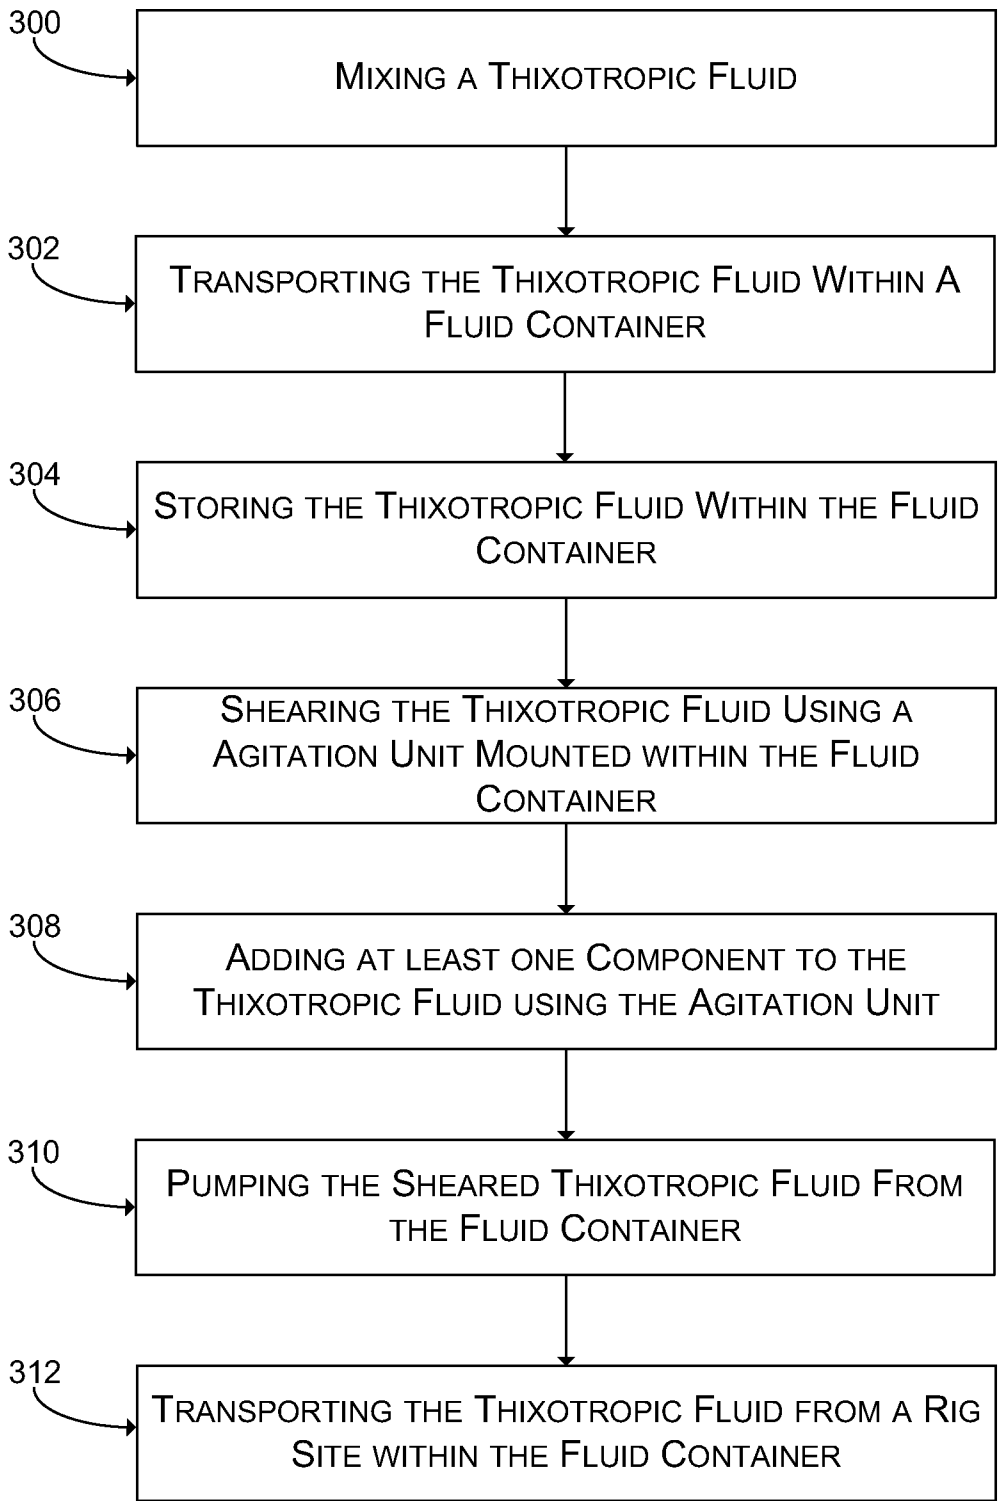 300
MIXING A THIXOTROPIC FLUID
302
TRANSPORTING THE THIXOTROPIC FLUID WITHIN A
FLUID CONTAINER
304
STORING THE THIXOTROPIC FLUID WITHIN THE FLUID
CONTAINER
306
SHEARING THE THIXOTROPIC FLUID USING A
AGITATION UNIT MOUNTED WITHIN THE FLUID
CONTAINER
308
ADDING AT LEAST ONE COMPONENT TO THE
THIXOTROPIC FLUID USING THE AGITATION UNIT
310
PUMPING THE SHEARED THIXOTROPIC FLUID FROM
THE FLUID CONTAINER
312
TRANSPORTING THE THIXOTROPIC FLUID FROM A RIG
SITE WITHIN THE FLUID CONTAINER